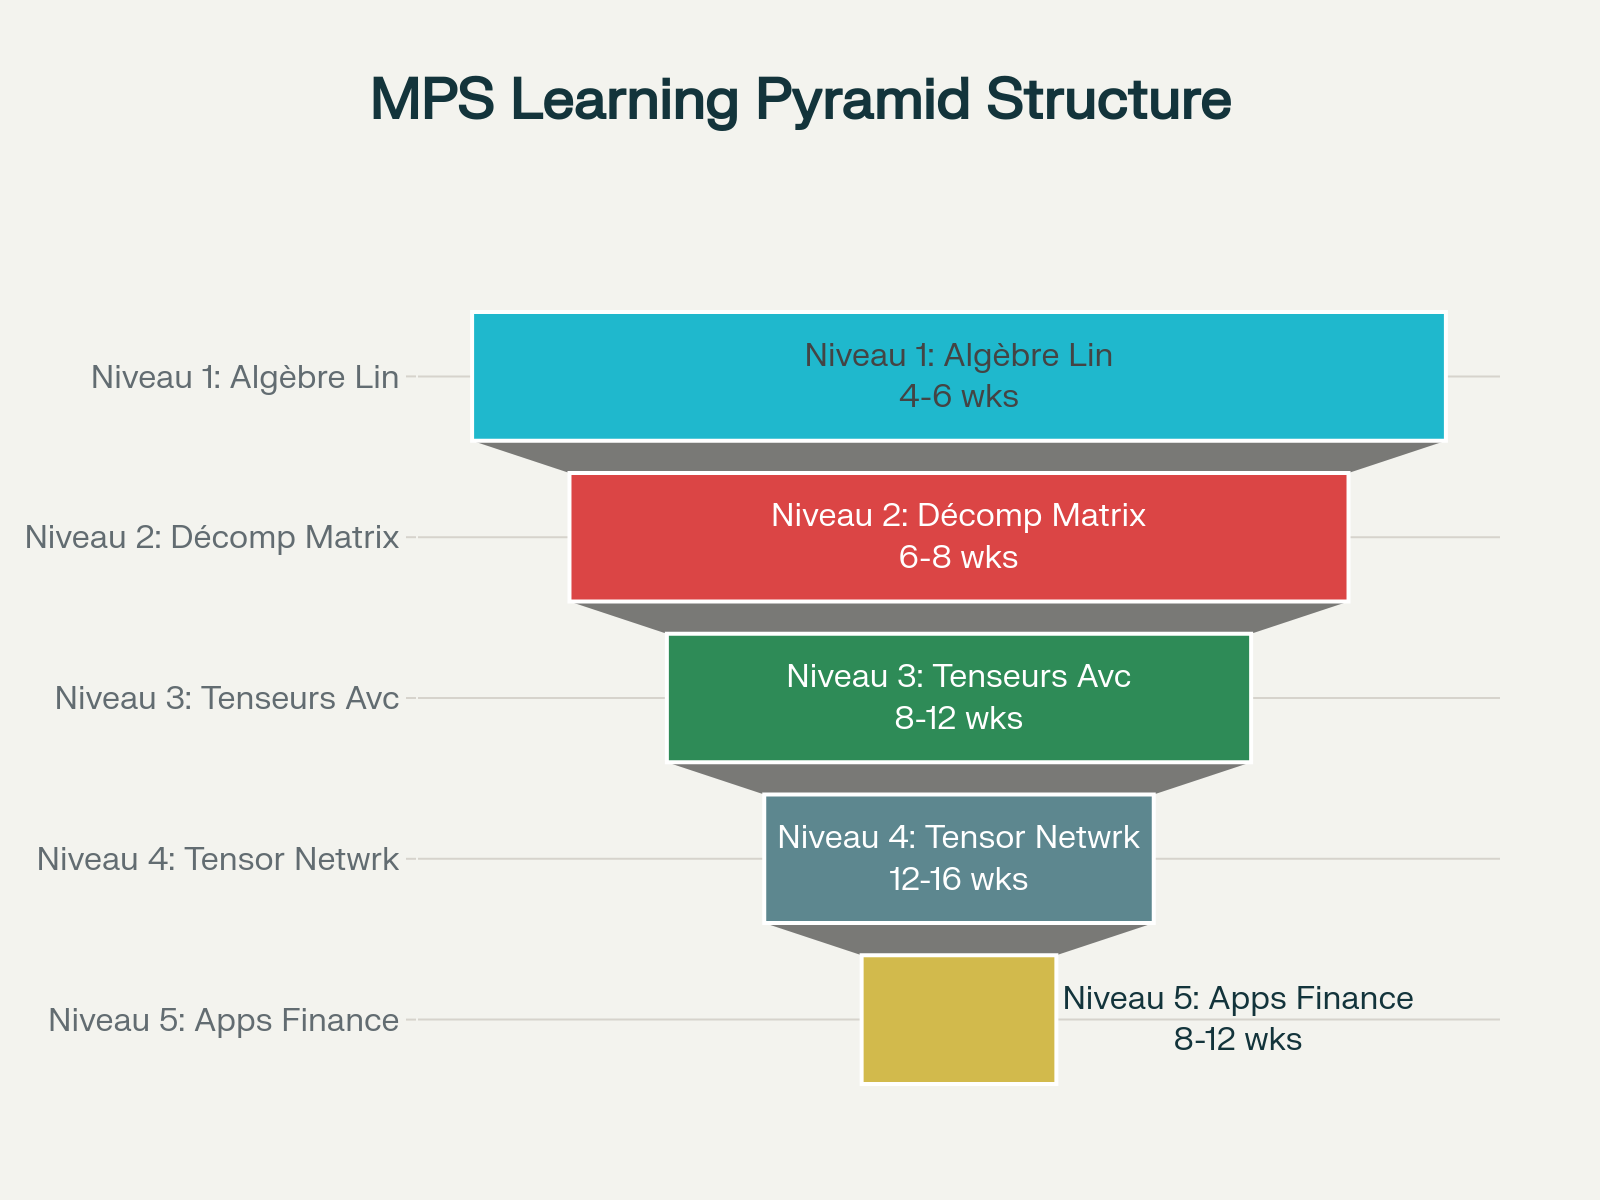 MPS Learning Pyramid Structure
Niveau 1: Algèbre Lin
Niveau 1: Algèbre Lin
4-6 wks
Niveau 2: Décomp Matrix
Niveau 2: Décomp Matrix
6-8 wks
Niveau 3: Tenseurs Avc
Niveau 3: Tenseurs Avc
8-12 wks
Niveau 4: Tensor Netwrk
Niveau 4: Tensor Netwrk
12-16 wks
Niveau 5: Apps Finance
Niveau 5: Apps Finance
8-12 wks